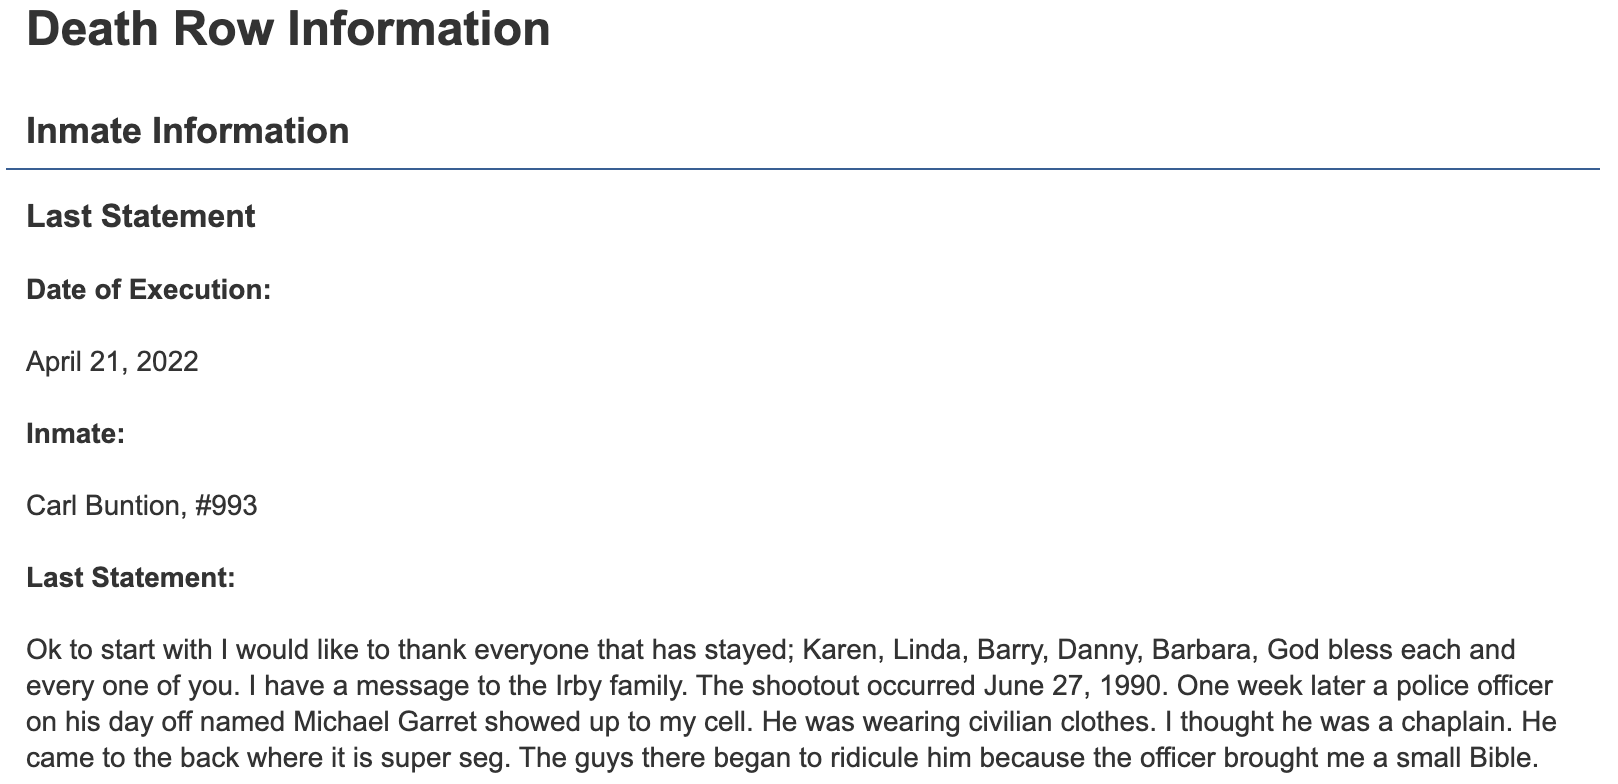 Death Row Information
Inmate Information
Last Statement
Date of Execution:
April 21, 2022
Inmate:
Carl Buntion, #993
Last Statement:
Ok to start with I would like to thank everyone that has stayed; Karen, Linda, Barry, Danny, Barbara, God bless each and
every one of you. I have a message to the Irby family. The shootout occurred June 27, 1990. One week later a police officer
on his day off named Michael Garret showed up to my cell. He was wearing civilian clothes. I thought he was a chaplain. He
came to the back where it is super seg. The guys there began to ridicule him because the officer brought me a small Bible.